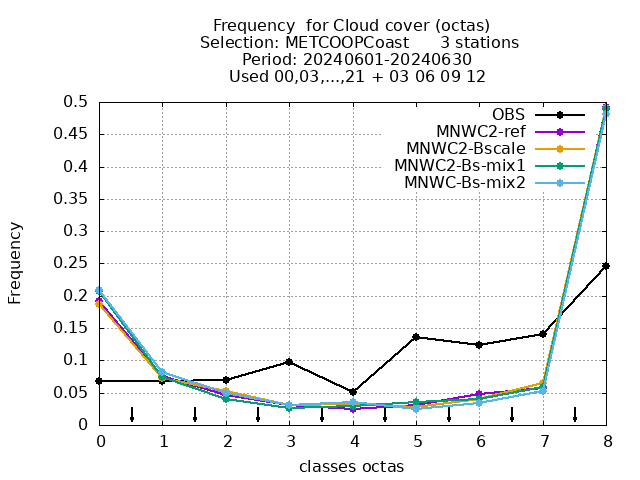 Frequency  for Cloud cover (octas)
Selection: METCOOPCoast      3 stations
Period: 20240601-20240630
Used 00,03,...,21 + 03 06 09 12
OBS
MNWC2-ref
MNWC2-Bscale
MNWC2-Bs-mix1
MNWC-Bs-mix2
Frequency
0.5
0.45
0.4
0.35
0.3
0.25
0.2
0.15
0.1
0.05
0
0 1 2 3 4 5 6 7 8
classes octas